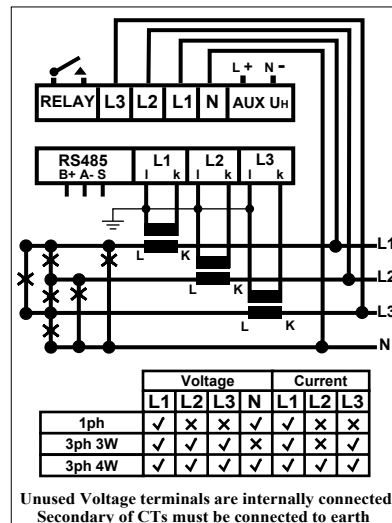 L + N -
RELAY L3 L2 L1 N AUX UH
RS485 L1 L2 L3
B+ A- S l k l k l k
L K L1
L K L2
L K L3
N
Voltage Current
L1 L2 L3 N L1 L2 L3
1ph ✓ ✕ ✕ ✓ ✓ ✕ ✕
3ph 3W ✓ ✓ ✓ ✕ ✓ ✕ ✓
3ph 4W ✓ ✓ ✓ ✓ ✓ ✓ ✓
Unused Voltage terminals are internally connected
Secondary of CTs must be connected to earth